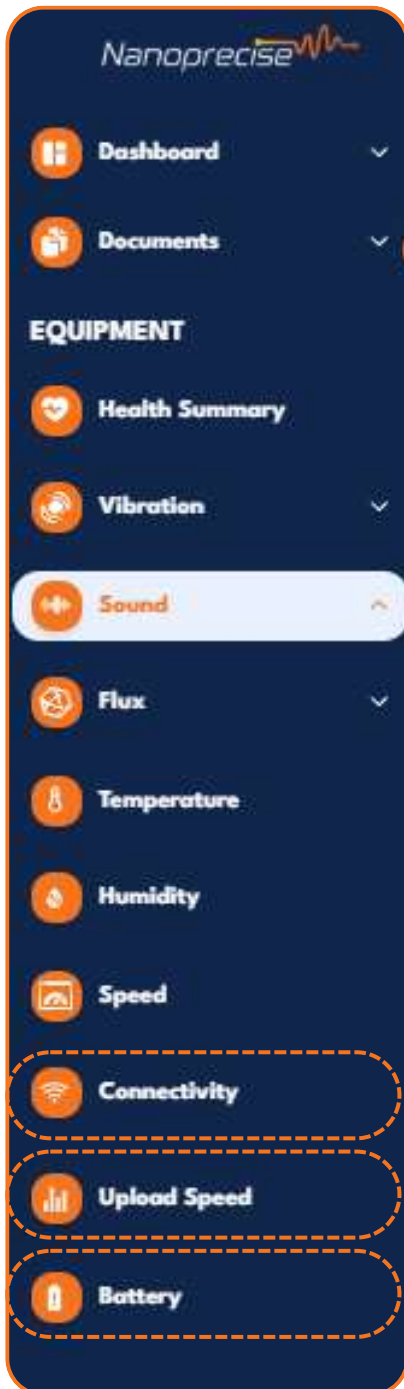 Nanoprecise
Dashboard
Documents
EQUIPMENT
Health Summary
Vibration
Sound
Flux
Temperature
Humidity
Speed
Connectivity
Upload Speed
Battery